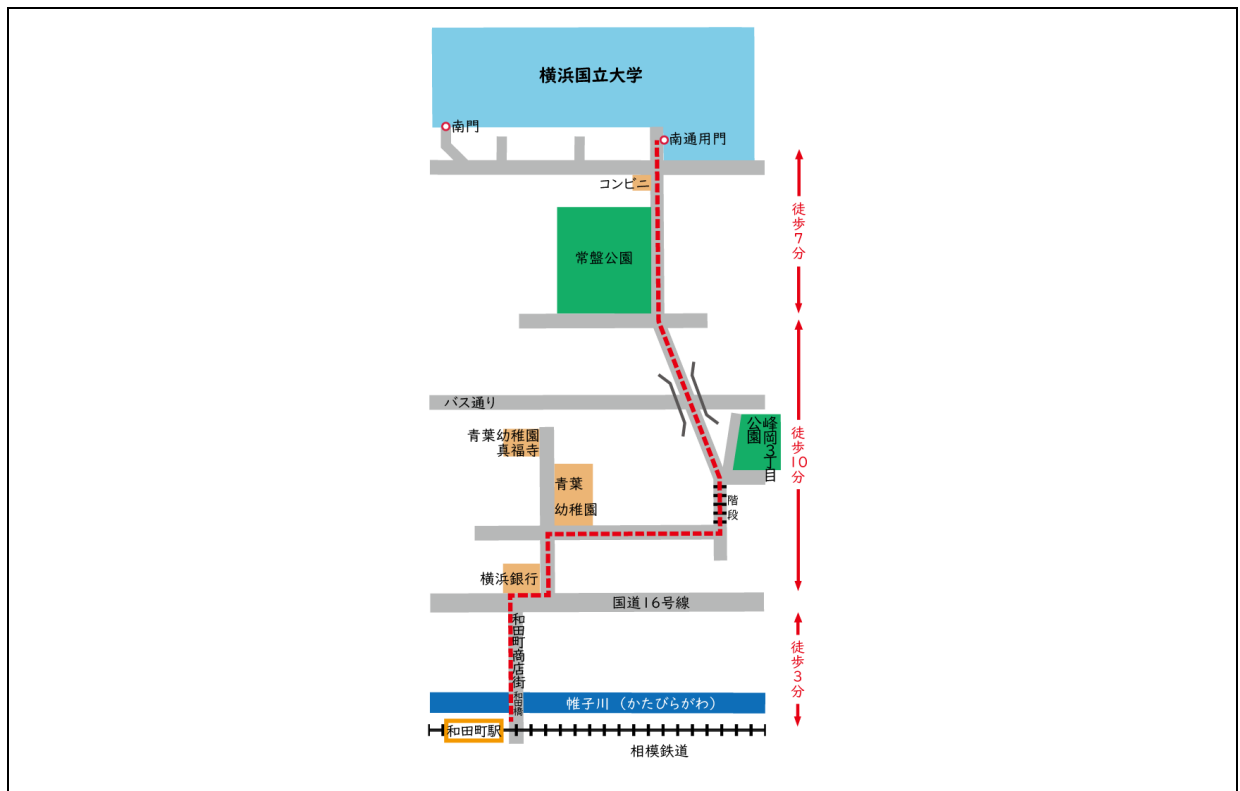 横浜国立大学
南門
南通用門
コンビニ
徒歩7分
常盤公園
バス通り
峰岡3丁目
公園
徒歩10分
青葉幼稚園
真福寺
青葉
幼稚園
階段
横浜銀行
国道16号線
和田町商店街
和田橋
徒歩3分
帷子川(かたびらがわ)
和田町駅
相模鉄道